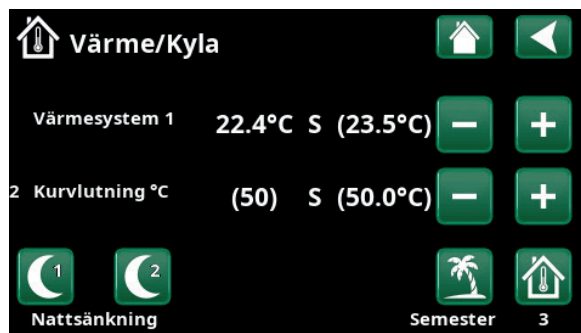 Värme/Kyla
Värmesystem 1 22.4°C S (23.5°C) − +
2 Kurvlutning °C (50) S (50.0°C) − +
1 2
Nattsänkning Semester 3